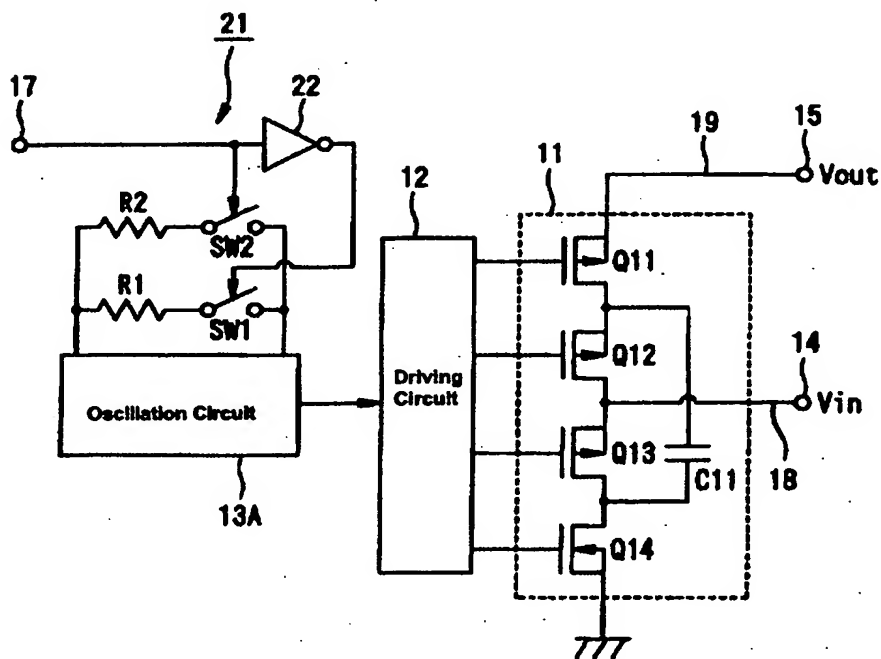 21
17
22
15
19
Vout
11
12
R2
SW2
Q11
R1
SW1
Q12
14
Driving
Circuit
Vin
Oscillation Circuit
Q13
C11
18
13A
Q14